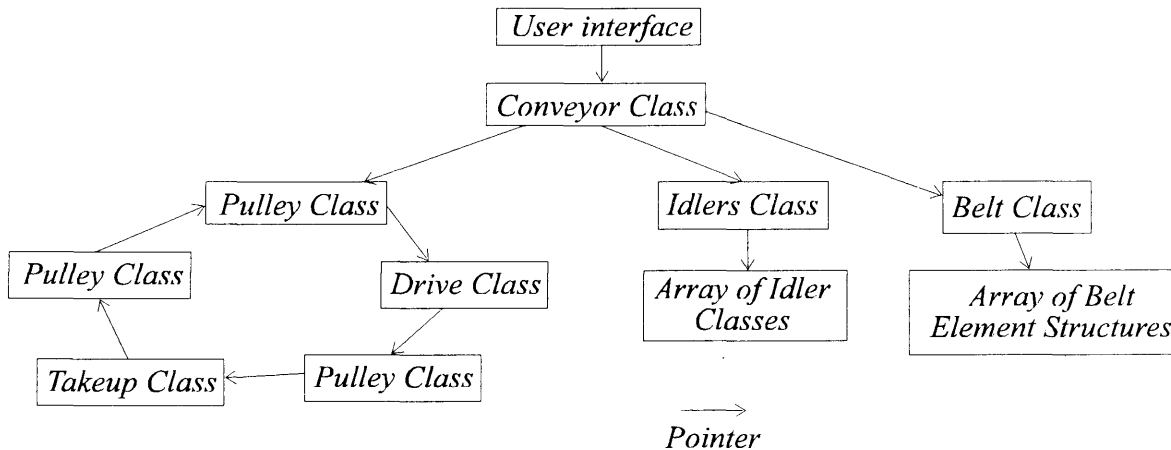 User interface
Conveyor Class
Pulley Class
Idlers Class
Belt Class
Pulley Class
Drive Class
Array of Idler
Classes
Array of Belt
Element Structures
Takeup Class
Pulley Class
Pointer